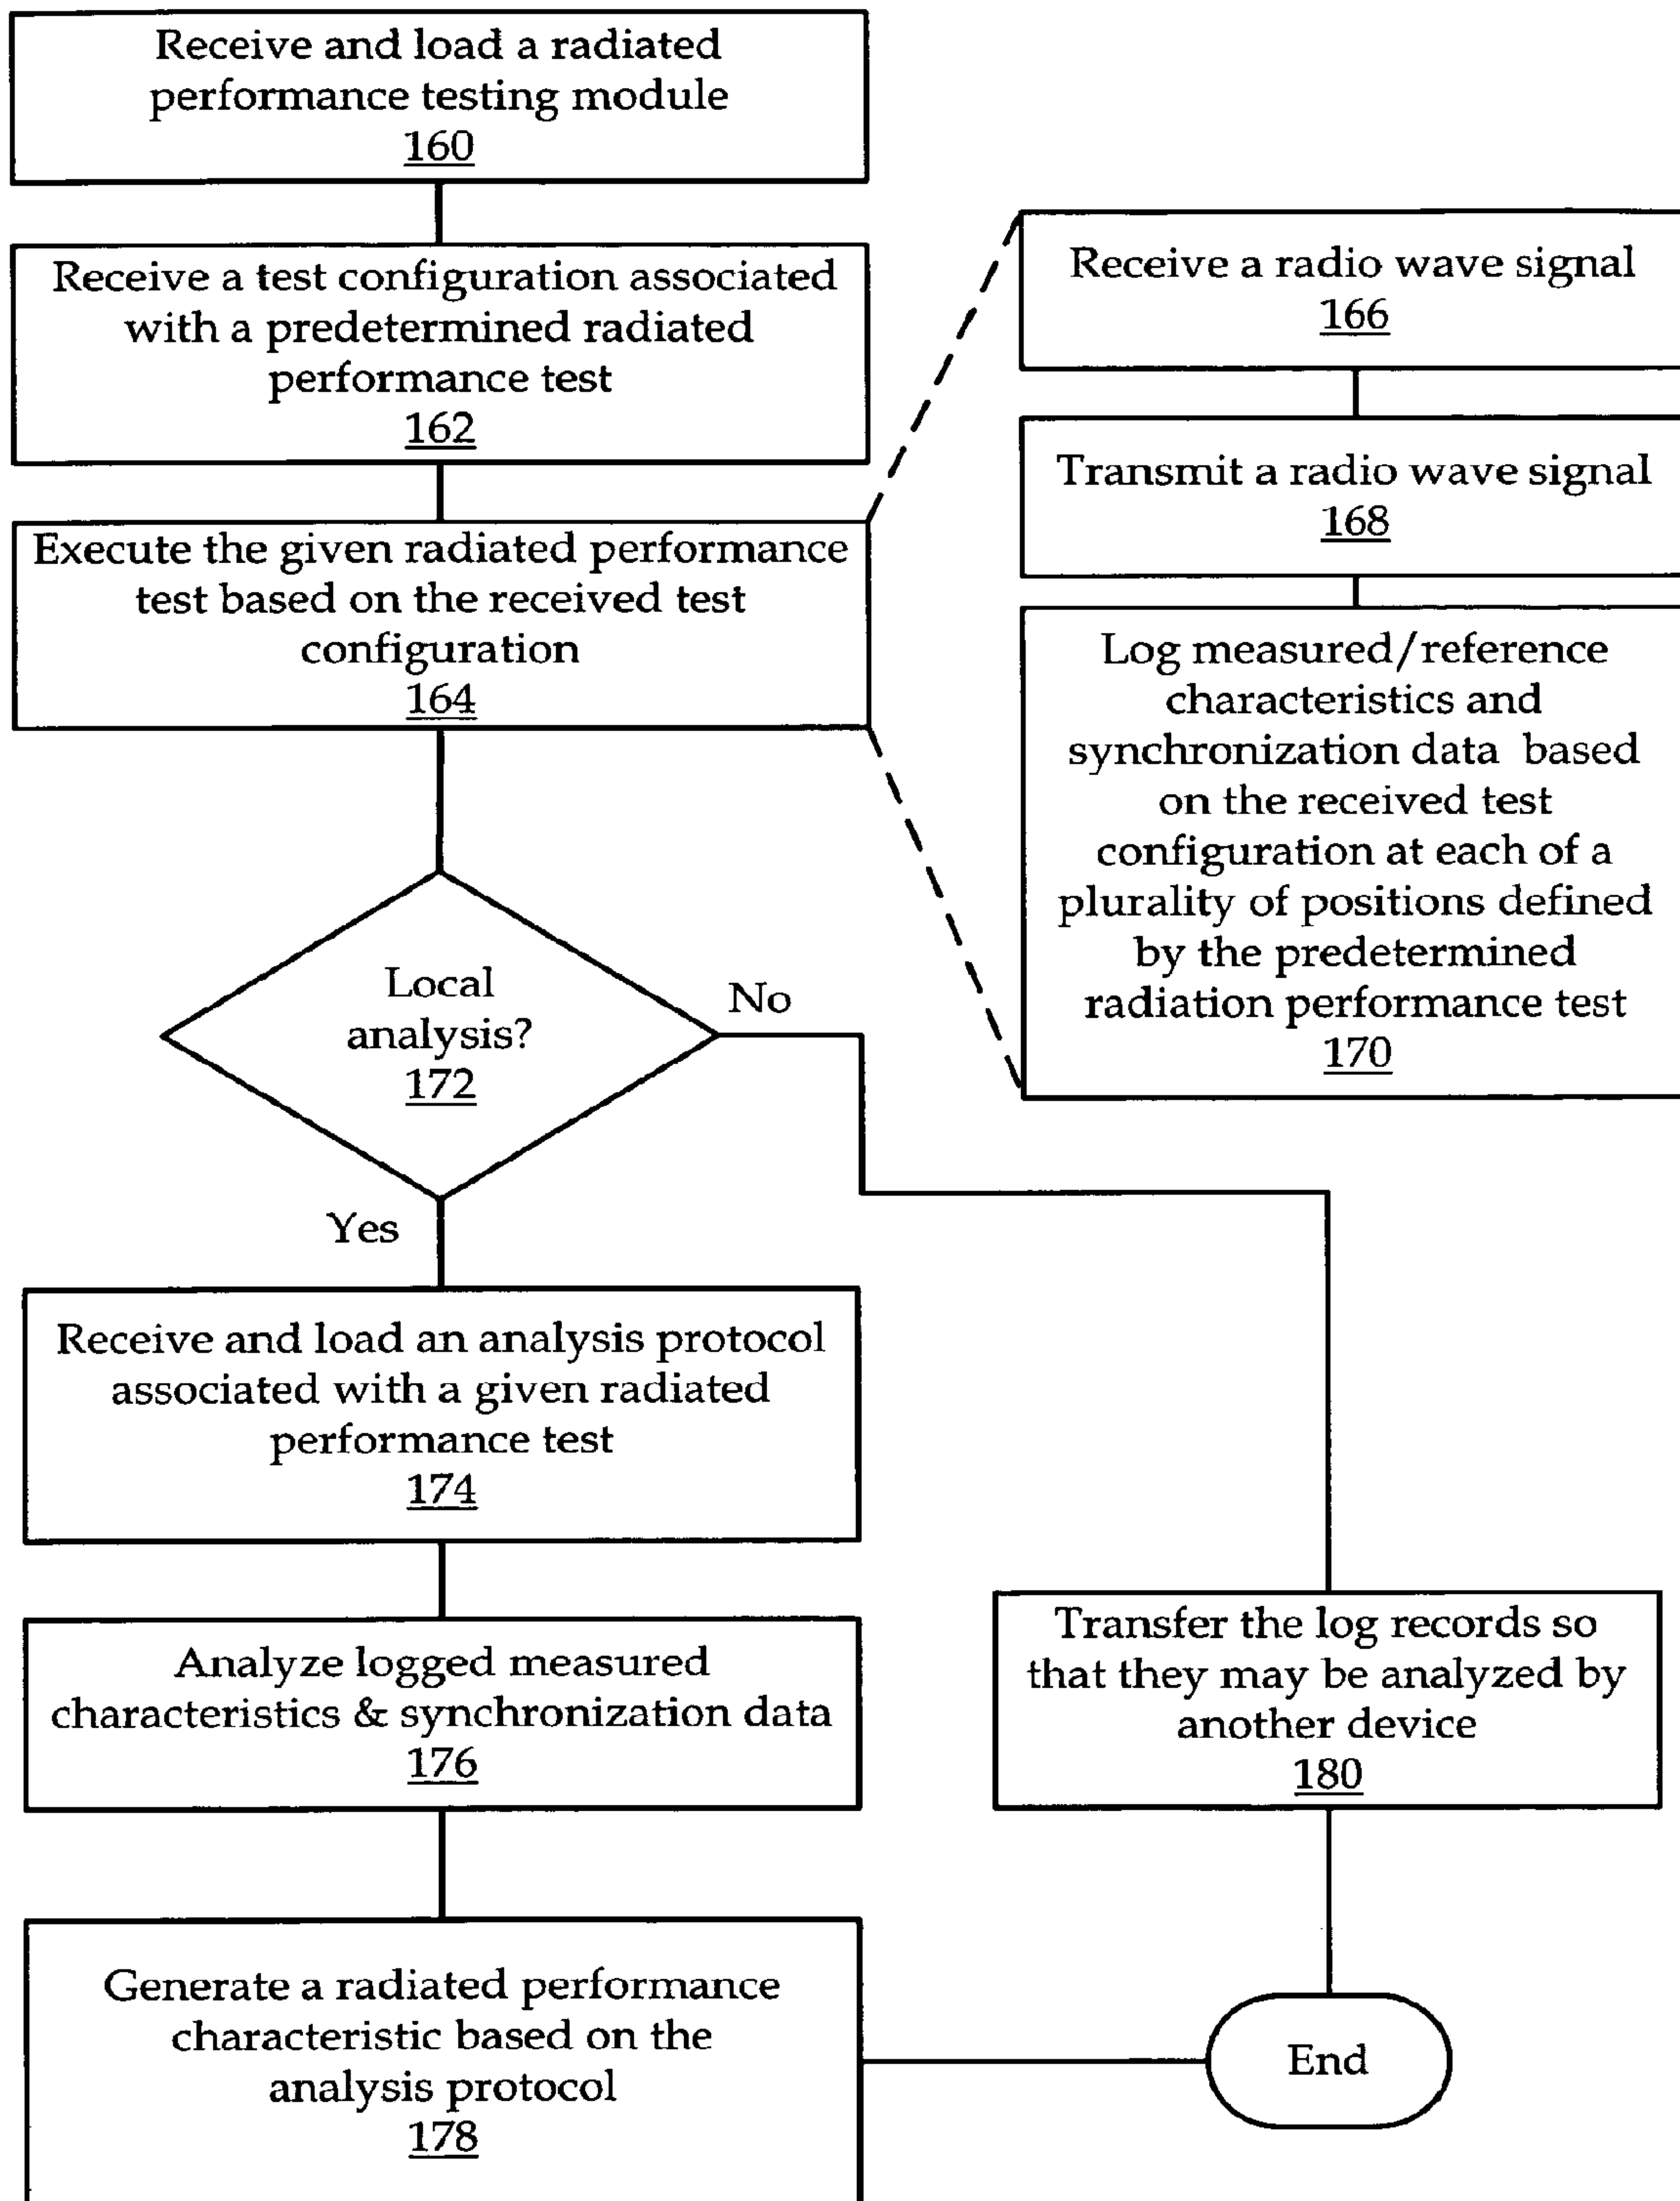 Receive and load a radiated
performance testing module
160
Receive a test configuration associated
with a predetermined radiated
performance test
162
Execute the given radiated performance
test based on the received test
configuration
164
Receive a radio wave signal
166
Transmit a radio wave signal
168
Log measured/reference
characteristics and
synchronization data based
on the received test
configuration at each of a
plurality of positions defined
by the predetermined
radiation performance test
170
Local
analysis?
172
No
Yes
Receive and load an analysis protocol
associated with a given radiated
performance test
174
Analyze logged measured
characteristics & synchronization data
176
Generate a radiated performance
characteristic based on the
analysis protocol
178
Transfer the log records so
that they may be analyzed by
another device
180
End